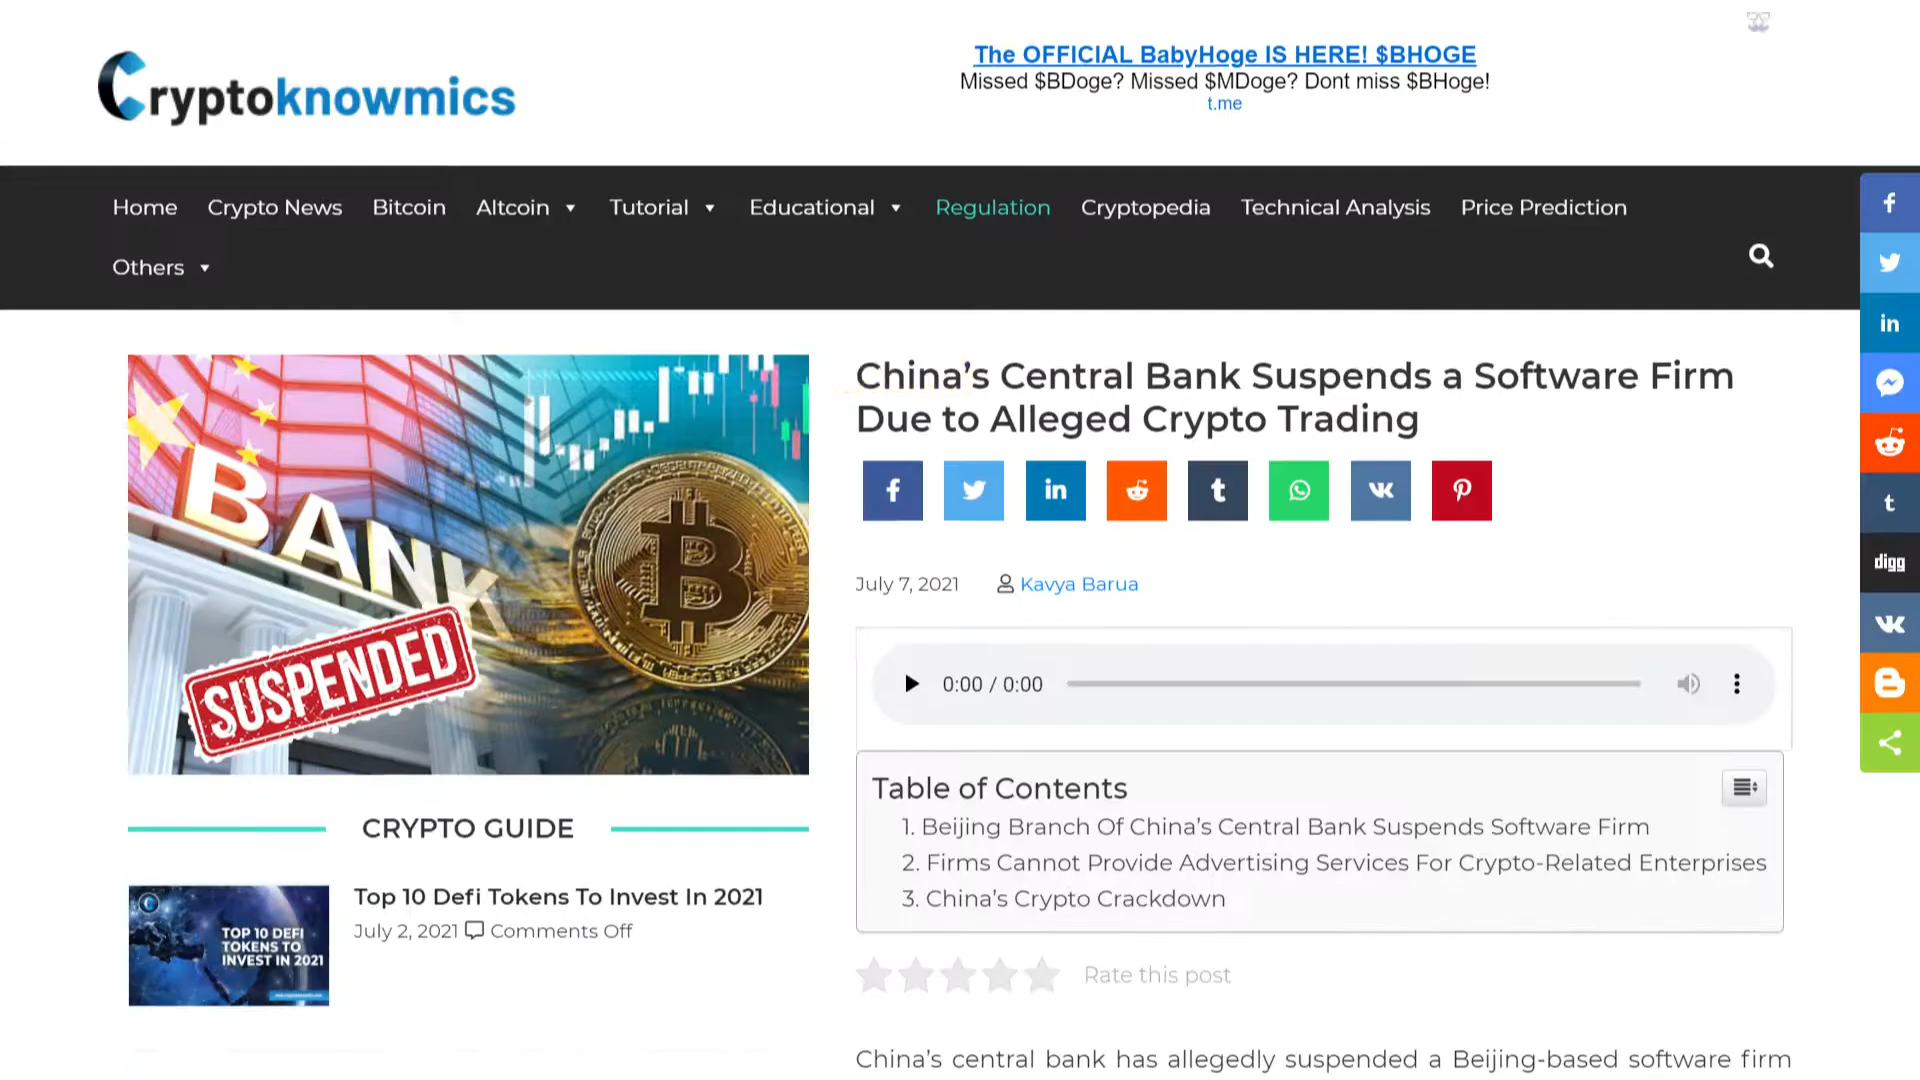 Cryptoknowmics
The OFFICIAL BabyHoge IS HERE! $BHOGE
Missed $BDoge? Missed $MDoge? Dont miss $BHoge!
t.me
Home Crypto News Bitcoin Altcoin Tutorial Educational Regulation Cryptopedia Technical Analysis Price Prediction
Others
BANK
SUSPENDED
China's Central Bank Suspends a Software Firm
Due to Alleged Crypto Trading
July 7, 2021 Kavya Barua
0:00 / 0:00
Table of Contents
1. Beijing Branch Of China's Central Bank Suspends Software Firm
2. Firms Cannot Provide Advertising Services For Crypto-Related Enterprises
3. China's Crypto Crackdown
Rate this post
China's central bank has allegedly suspended a Beijing-based software firm
CRYPTO GUIDE
TOP 10 DEFI
TOKENS TO
INVEST IN 2021
Top 10 Defi Tokens To Invest In 2021
July 2, 2021 Comments Off
digg